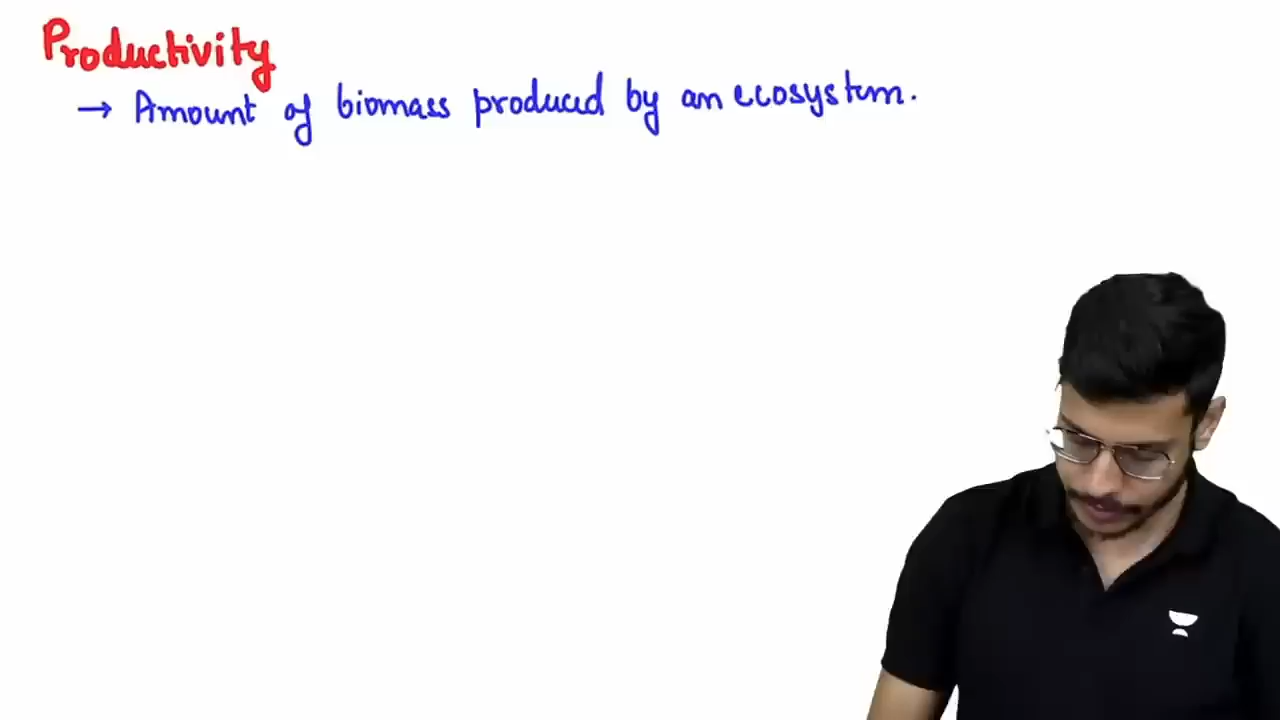 Productivity
→ Amount of biomass produced by an ecosystem.